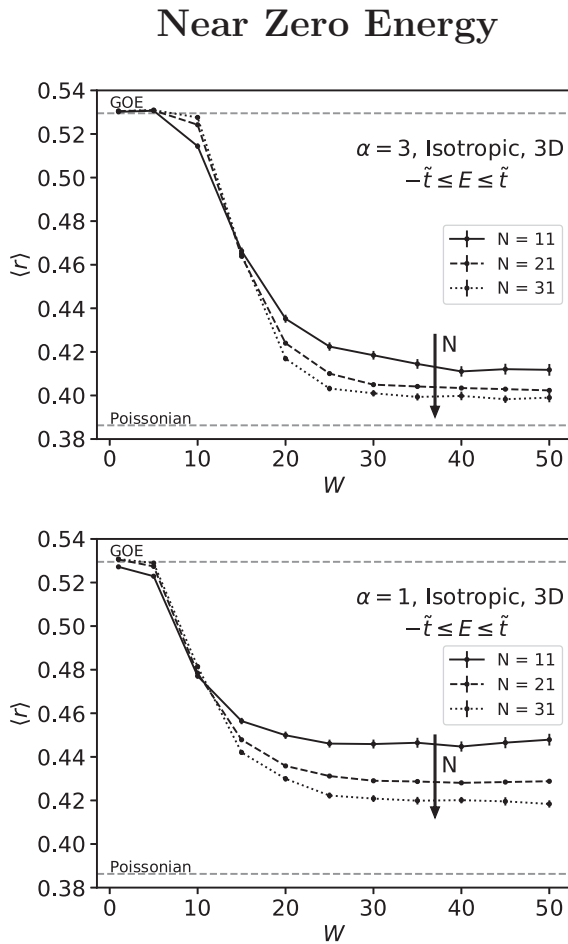 Near Zero Energy
0.54
GOE
0.52
α = 3, Isotropic, 3D
−t̃ ≤ E ≤ t̃
0.50
N = 11
0.48
N = 21
⟨r⟩
0.46
N = 31
0.44
N
0.42
0.40
Poissonian
0.38
0 10 20 30 40 50
W
0.54
GOE
0.52
α = 1, Isotropic, 3D
−t̃ ≤ E ≤ t̃
0.50
N = 11
0.48
N = 21
⟨r⟩
0.46
N = 31
0.44
N
0.42
0.40
Poissonian
0.38
0 10 20 30 40 50
W